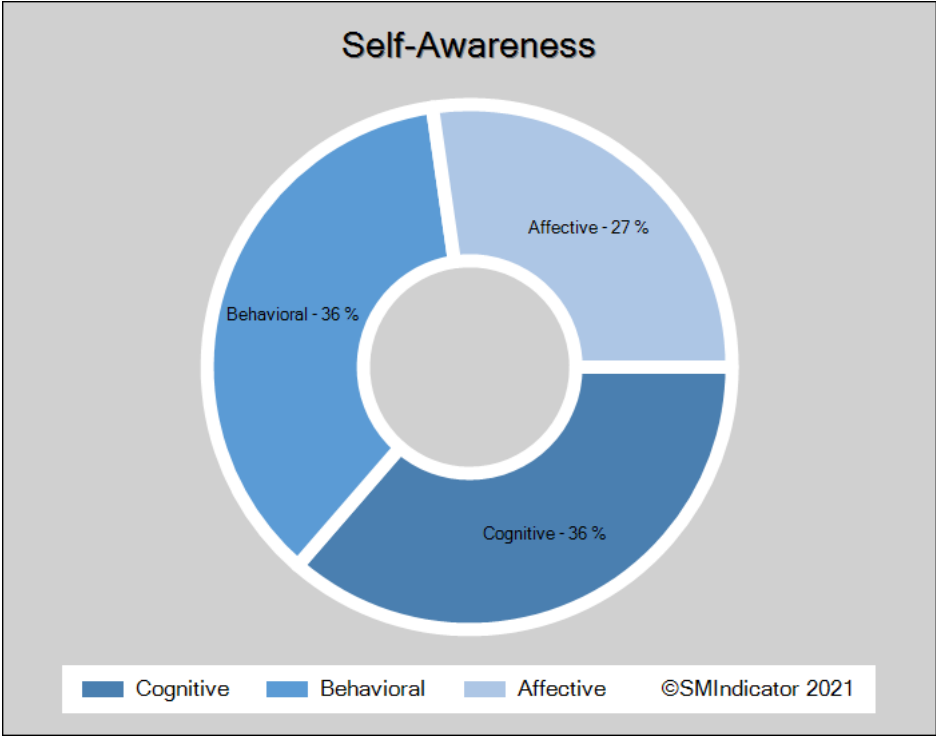 Self-Awareness
Affective - 27 %
Behavioral - 36 %
Cognitive - 36 %
Cognitive Behavioral Affective ©SMIndicator 2021